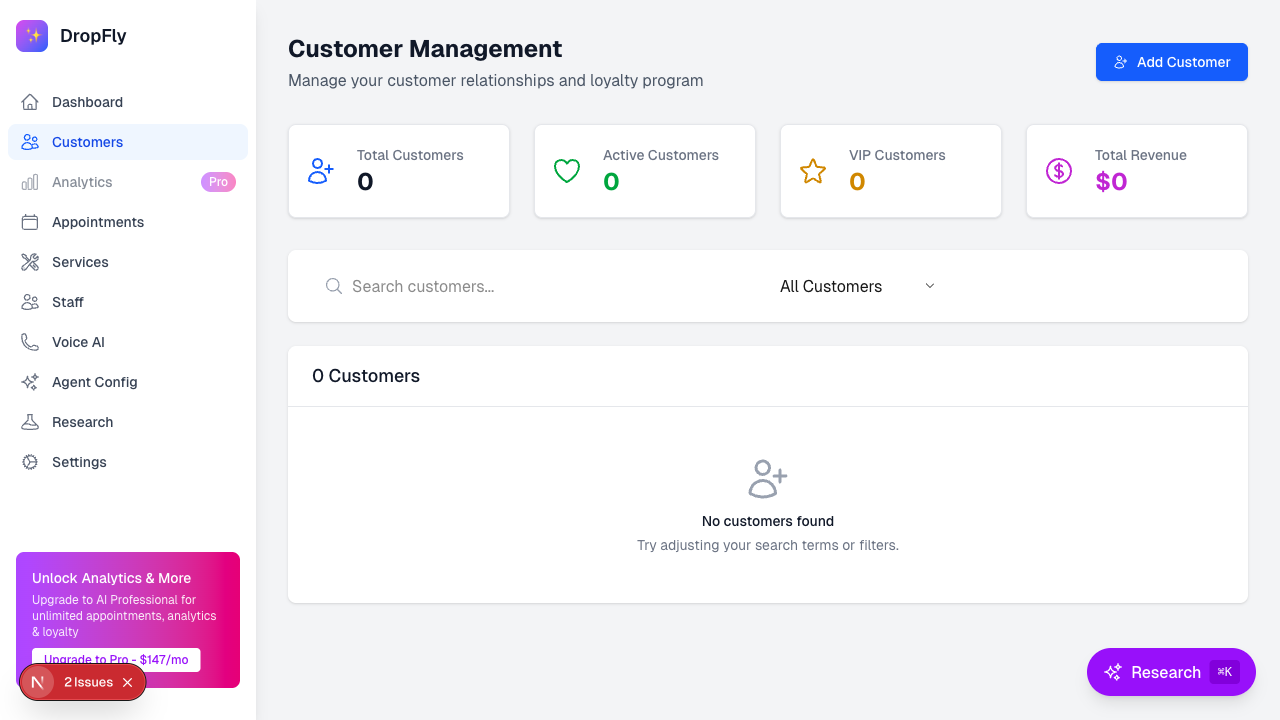 DropFly
Dashboard
Customers
Analytics
Pro
Appointments
Services
Staff
Voice AI
Agent Config
Research
Settings
Unlock Analytics & More
Upgrade to AI Professional for
unlimited appointments, analytics
& loyalty
Upgrade to Pro - $147/mo
N
2 Issues
Customer Management
Manage your customer relationships and loyalty program
Add Customer
Total Customers
0
Active Customers
0
VIP Customers
0
Total Revenue
$0
Search customers...
All Customers
0 Customers
No customers found
Try adjusting your search terms or filters.
Research ⌘K